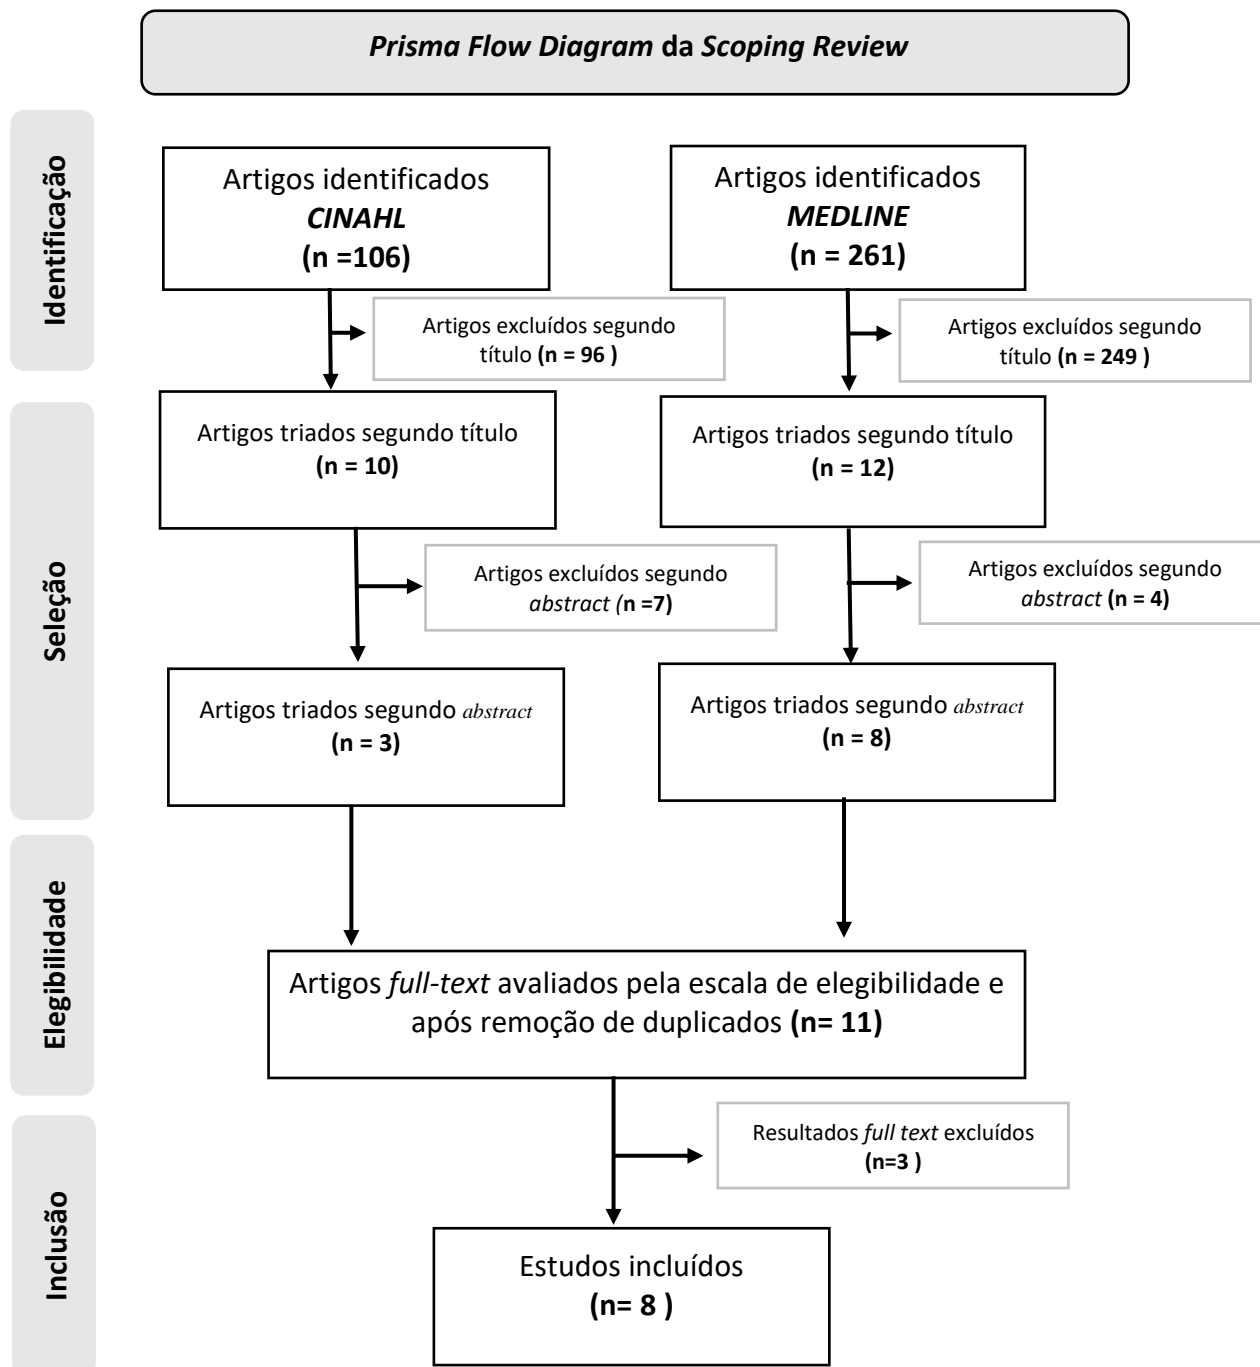 Prisma Flow Diagram da Scoping Review
Identificação
Artigos identificados
CINAHL
(n =106)
Artigos identificados
MEDLINE
(n = 261)
Artigos excluídos segundo
título (n = 96 )
Artigos excluídos segundo
título (n = 249 )
Seleção
Artigos triados segundo título
(n = 10)
Artigos triados segundo título
(n = 12)
Artigos excluídos segundo
abstract (n =7)
Artigos excluídos segundo
abstract (n = 4)
Artigos triados segundo abstract
(n = 3)
Artigos triados segundo abstract
(n = 8)
Elegibilidade
Artigos full-text avaliados pela escala de elegibilidade e
após remoção de duplicados (n= 11)
Inclusão
Resultados full text excluídos
(n=3 )
Estudos incluídos
(n= 8 )